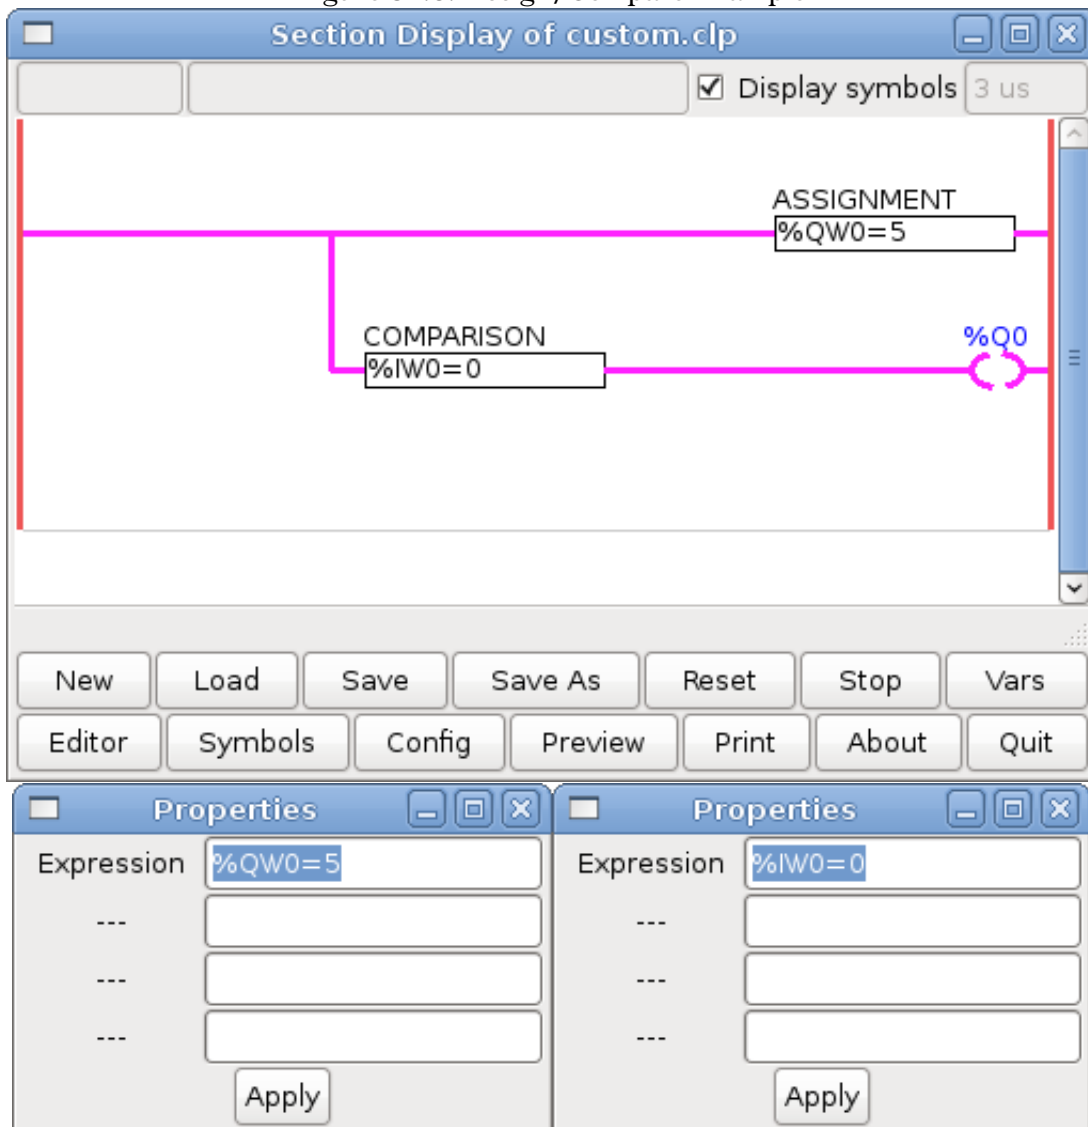 Section Display of custom.clp
Display symbols 3 us
ASSIGNMENT
%QW0=5
COMPARISON
%IW0=0
%Q0
New Load Save Save As Reset Stop Vars
Editor Symbols Config Preview Print About Quit
Properties
Expression %QW0=5
---
---
---
Apply
Properties
Expression %IW0=0
---
---
---
Apply